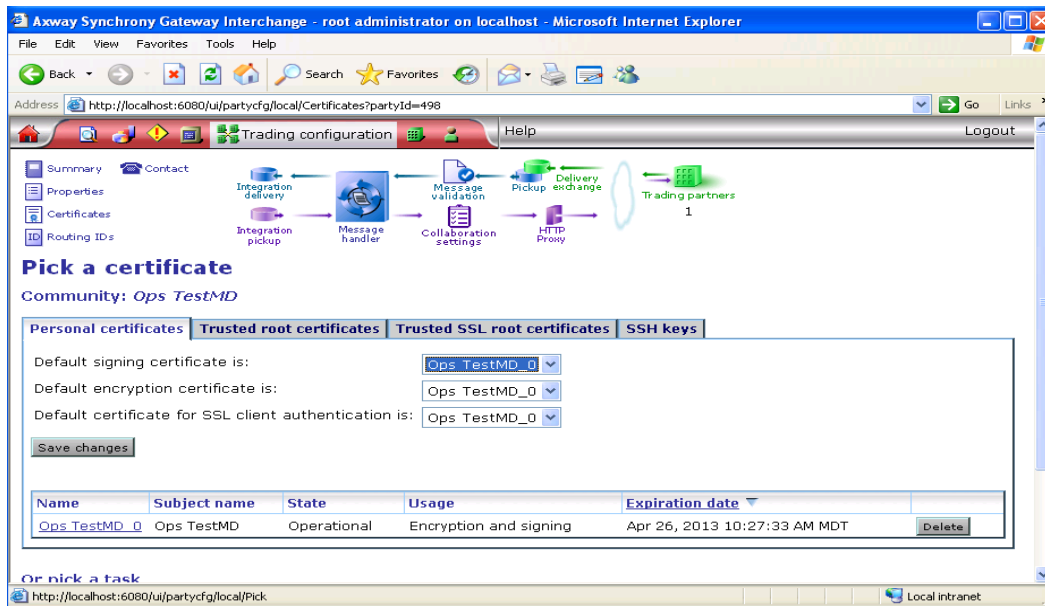 Axway Synchrony Gateway Interchange - root administrator on localhost - Microsoft Internet Explorer
File Edit View Favorites Tools Help
Back Search Favorites
Address http://localhost:6080/ui/partycfg/local/Certificates?partyId=498 Go Links
Trading configuration Help Logout
Summary Contact
Properties
Certificates
ID Routing IDs
Integration delivery
Integration pickup
Message handler
Message validation
Collaboration settings
Pickup
Delivery exchange
HTTP Proxy
Trading partners
1
Pick a certificate
Community: Ops TestMD
Personal certificates Trusted root certificates Trusted SSL root certificates SSH keys
Default signing certificate is: Ops TestMD_0
Default encryption certificate is: Ops TestMD_0
Default certificate for SSL client authentication is: Ops TestMD_0
Save changes
Name Subject name State Usage Expiration date
Ops TestMD_0 Ops TestMD Operational Encryption and signing Apr 26, 2013 10:27:33 AM MDT Delete
Or pick a task
http://localhost:6080/ui/partycfg/local/Pick Local intranet